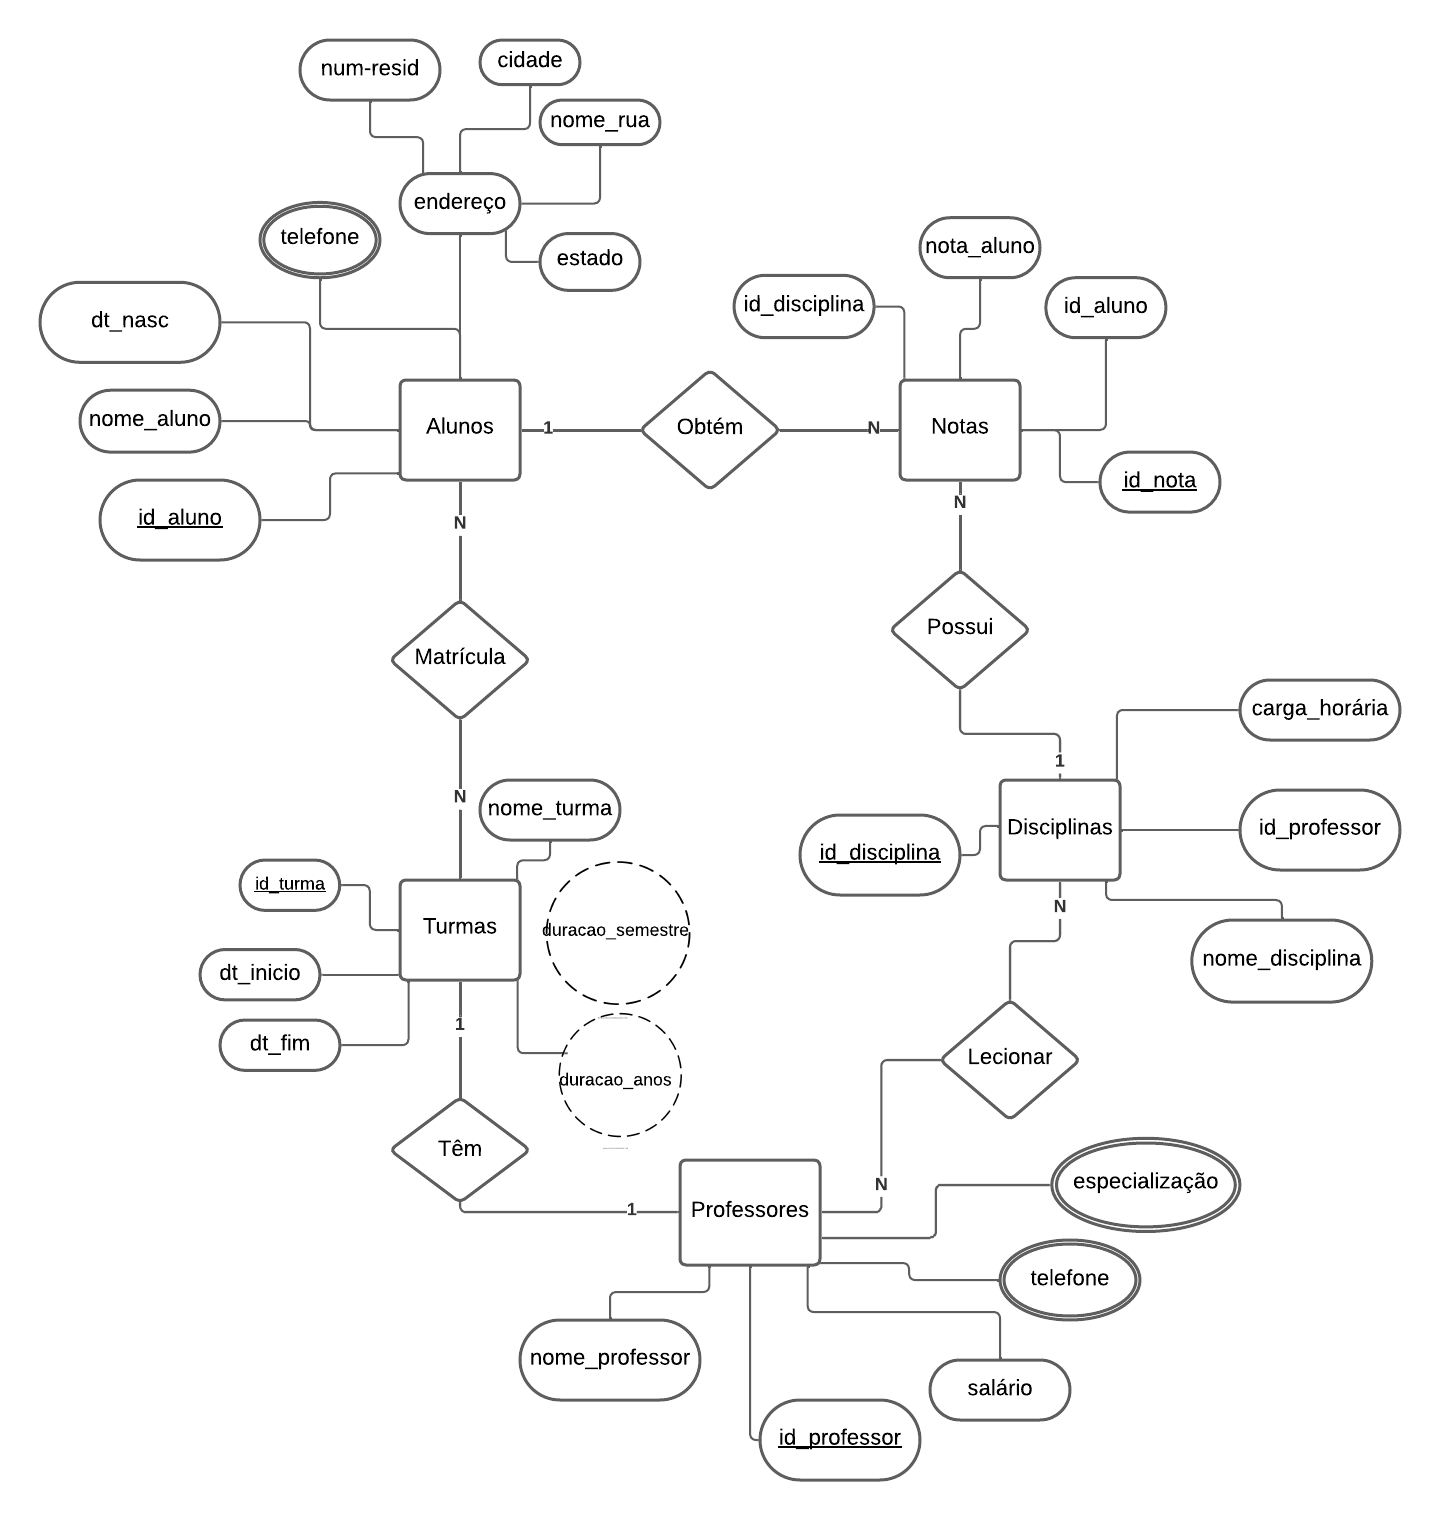 num-resid
cidade
nome_rua
endereço
telefone
estado
dt_nasc
nome_aluno
id_aluno
Alunos
1
Obtém
N
nota_aluno
id_disciplina
id_aluno
Notas
id_nota
N
N
Matrícula
Possui
N
1
carga_horária
nome_turma
Disciplinas
id_professor
id_disciplina
id_turma
Turmas
duracao_semestre
N
nome_disciplina
dt_inicio
1
dt_fim
duracao_anos
Lecionar
Têm
N
1
Professores
especialização
telefone
nome_professor
salário
id_professor